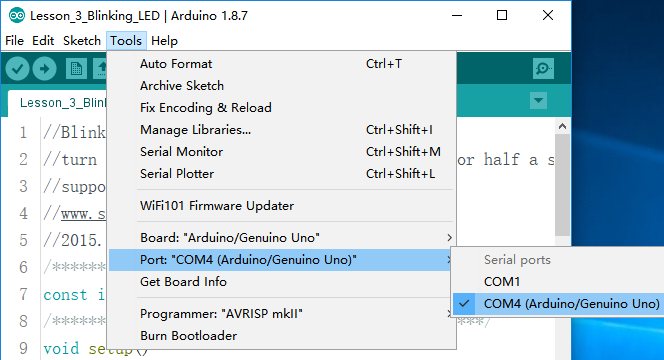 Lesson_3_Blinking_LED | Arduino 1.8.7
File Edit Sketch Tools Help
Auto Format Ctrl+T
Archive Sketch
Fix Encoding & Reload
Manage Libraries... Ctrl+Shift+I
Serial Monitor Ctrl+Shift+M
Serial Plotter Ctrl+Shift+L
WiFi101 Firmware Updater
Board: "Arduino/Genuino Uno"
Port: "COM4 (Arduino/Genuino Uno)"
Get Board Info
Programmer: "AVRISP mkII"
Burn Bootloader
Serial ports
COM1
COM4 (Arduino/Genuino Uno)
Lesson_3_Blink
1 //Blink
2 //turn or half a s
3 //suppo
4 //www.s
5 //2015.
6 /*******
7 const i
8 /******* ***/
9 void setup()